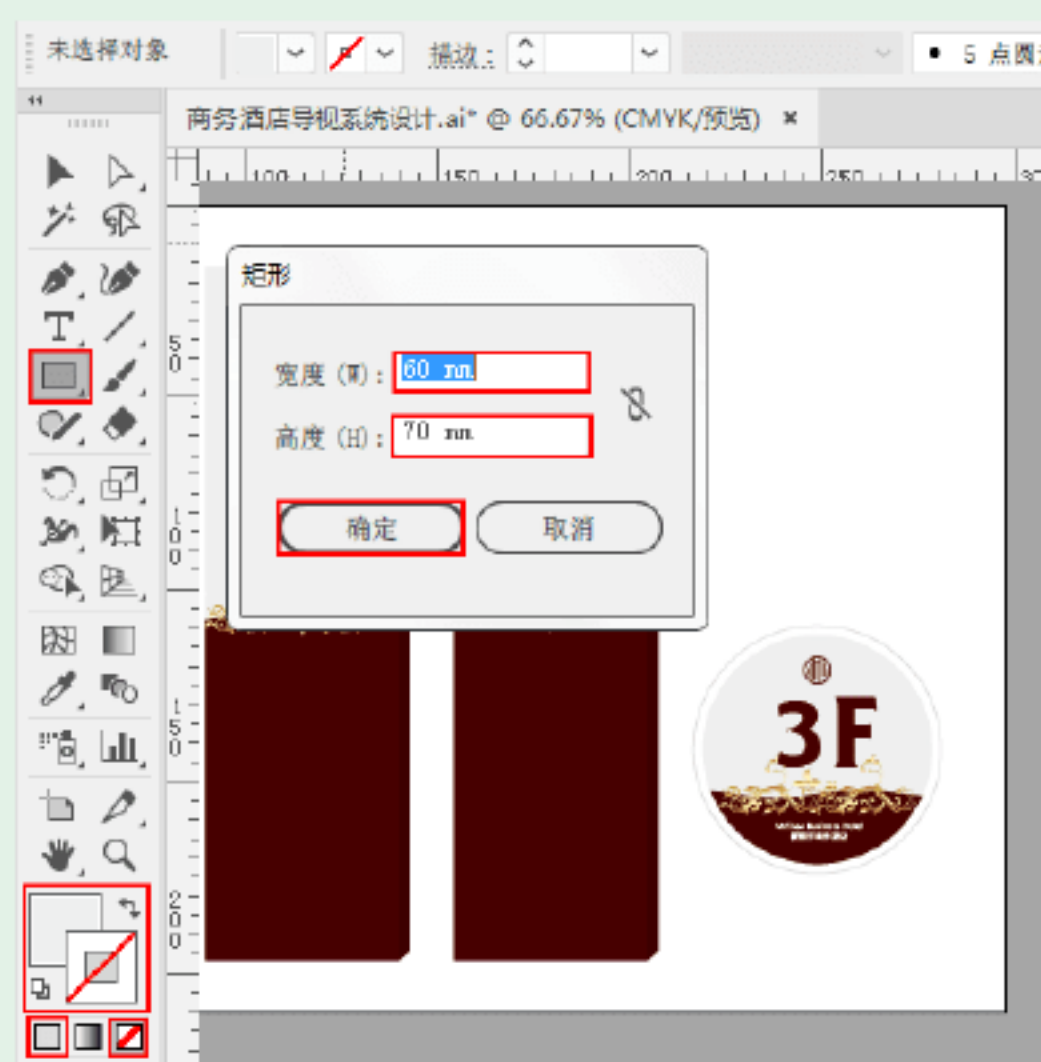 未选择对象
描边:
• 5 点圆
商务酒店导视系统设计.ai* @ 66.67% (CMYK/预览) ×
100 150 200 250
50
100
150
200
矩形
宽度 (W): 60 mm
高度 (H): 70 mm
确定 取消
3F